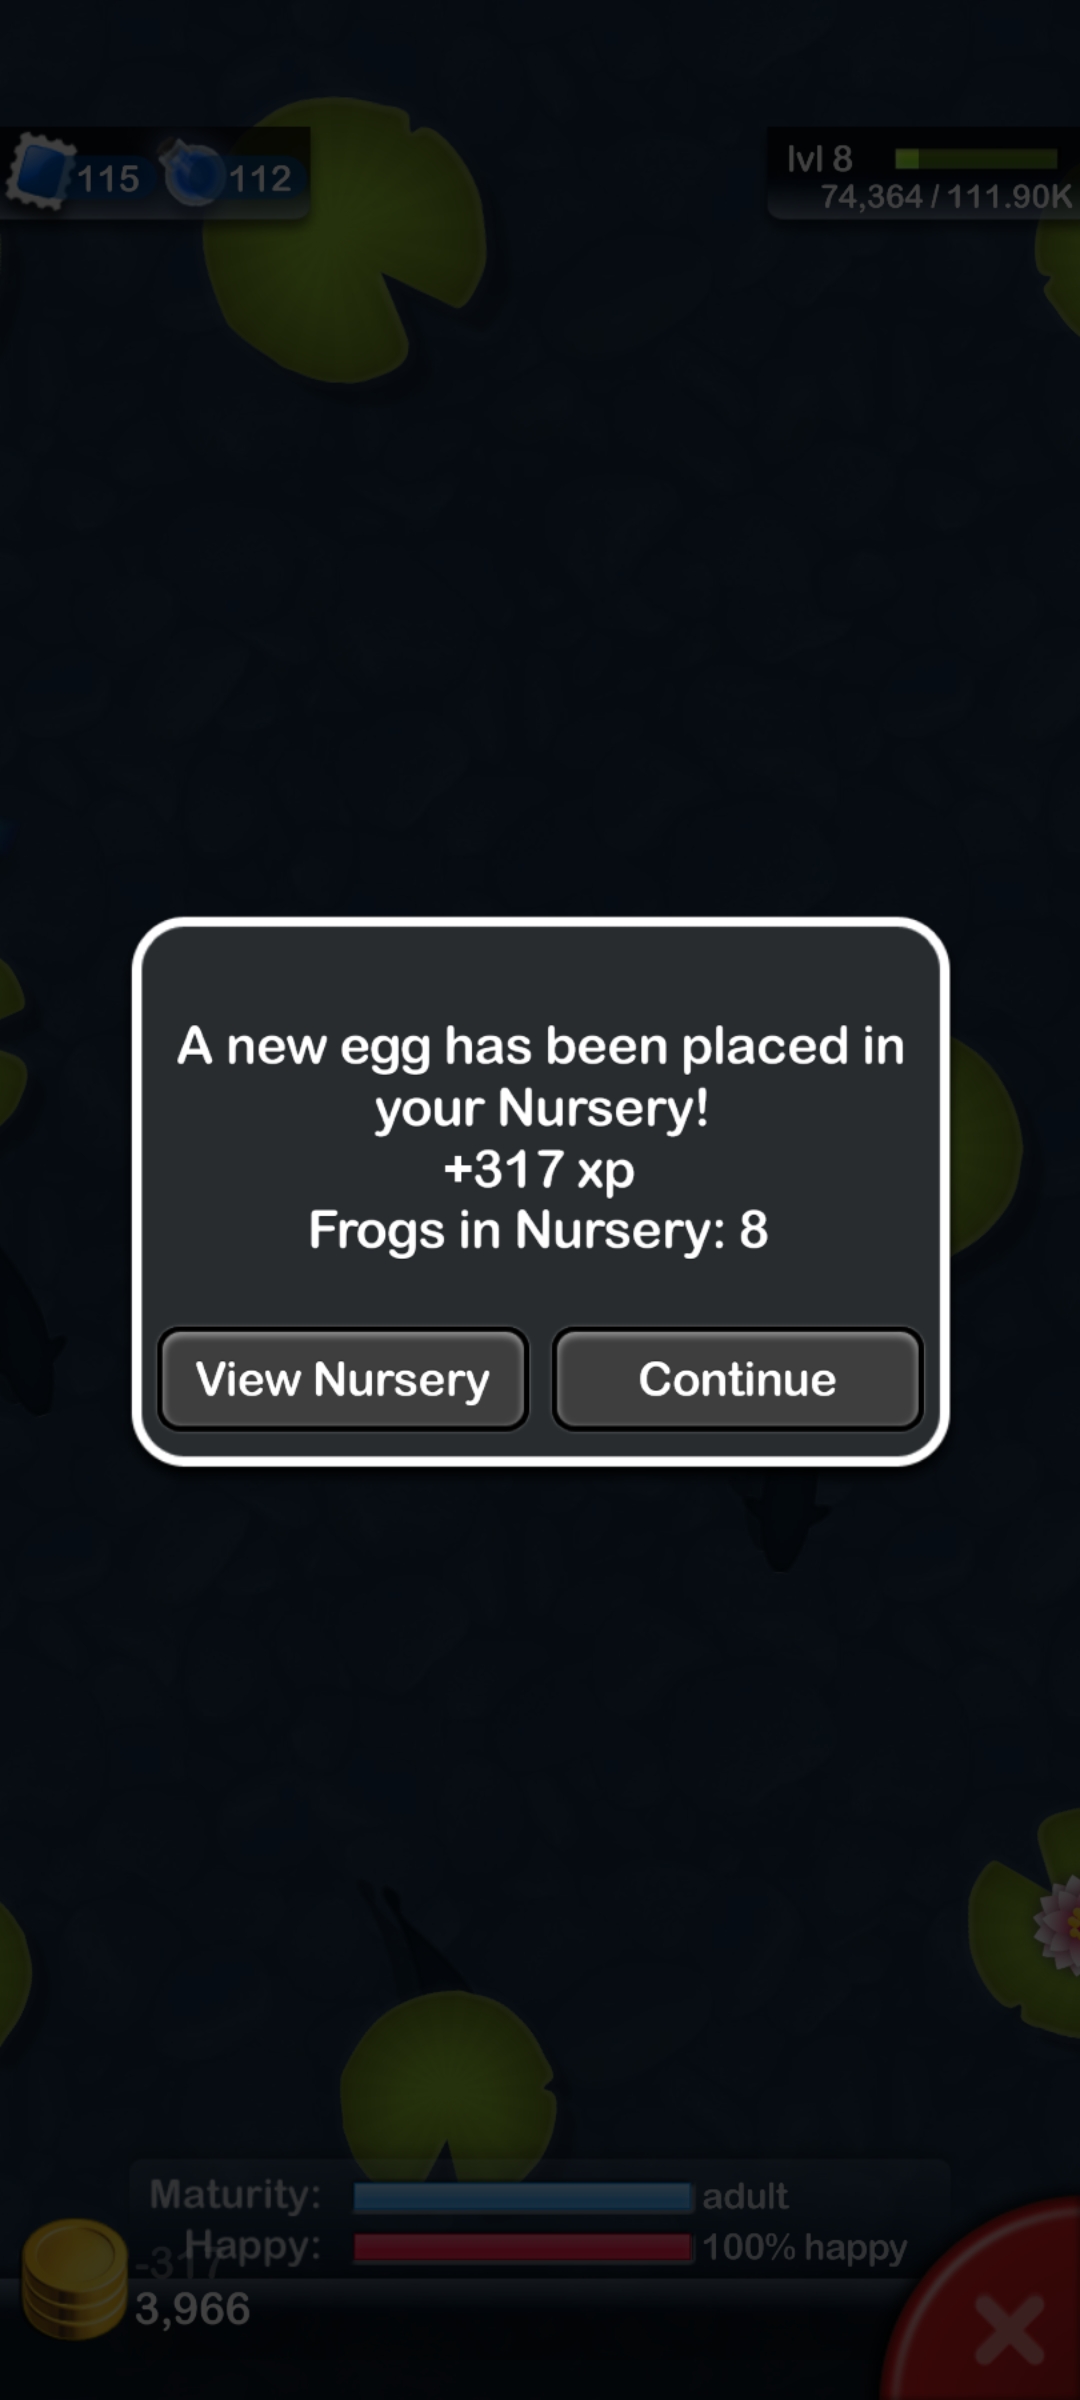 115 112
lvl 8
74,364 / 111.90K
A new egg has been placed in
your Nursery!
+317 xp
Frogs in Nursery: 8
View Nursery Continue
Maturity: adult
Happy: 100% happy
-317
3,966